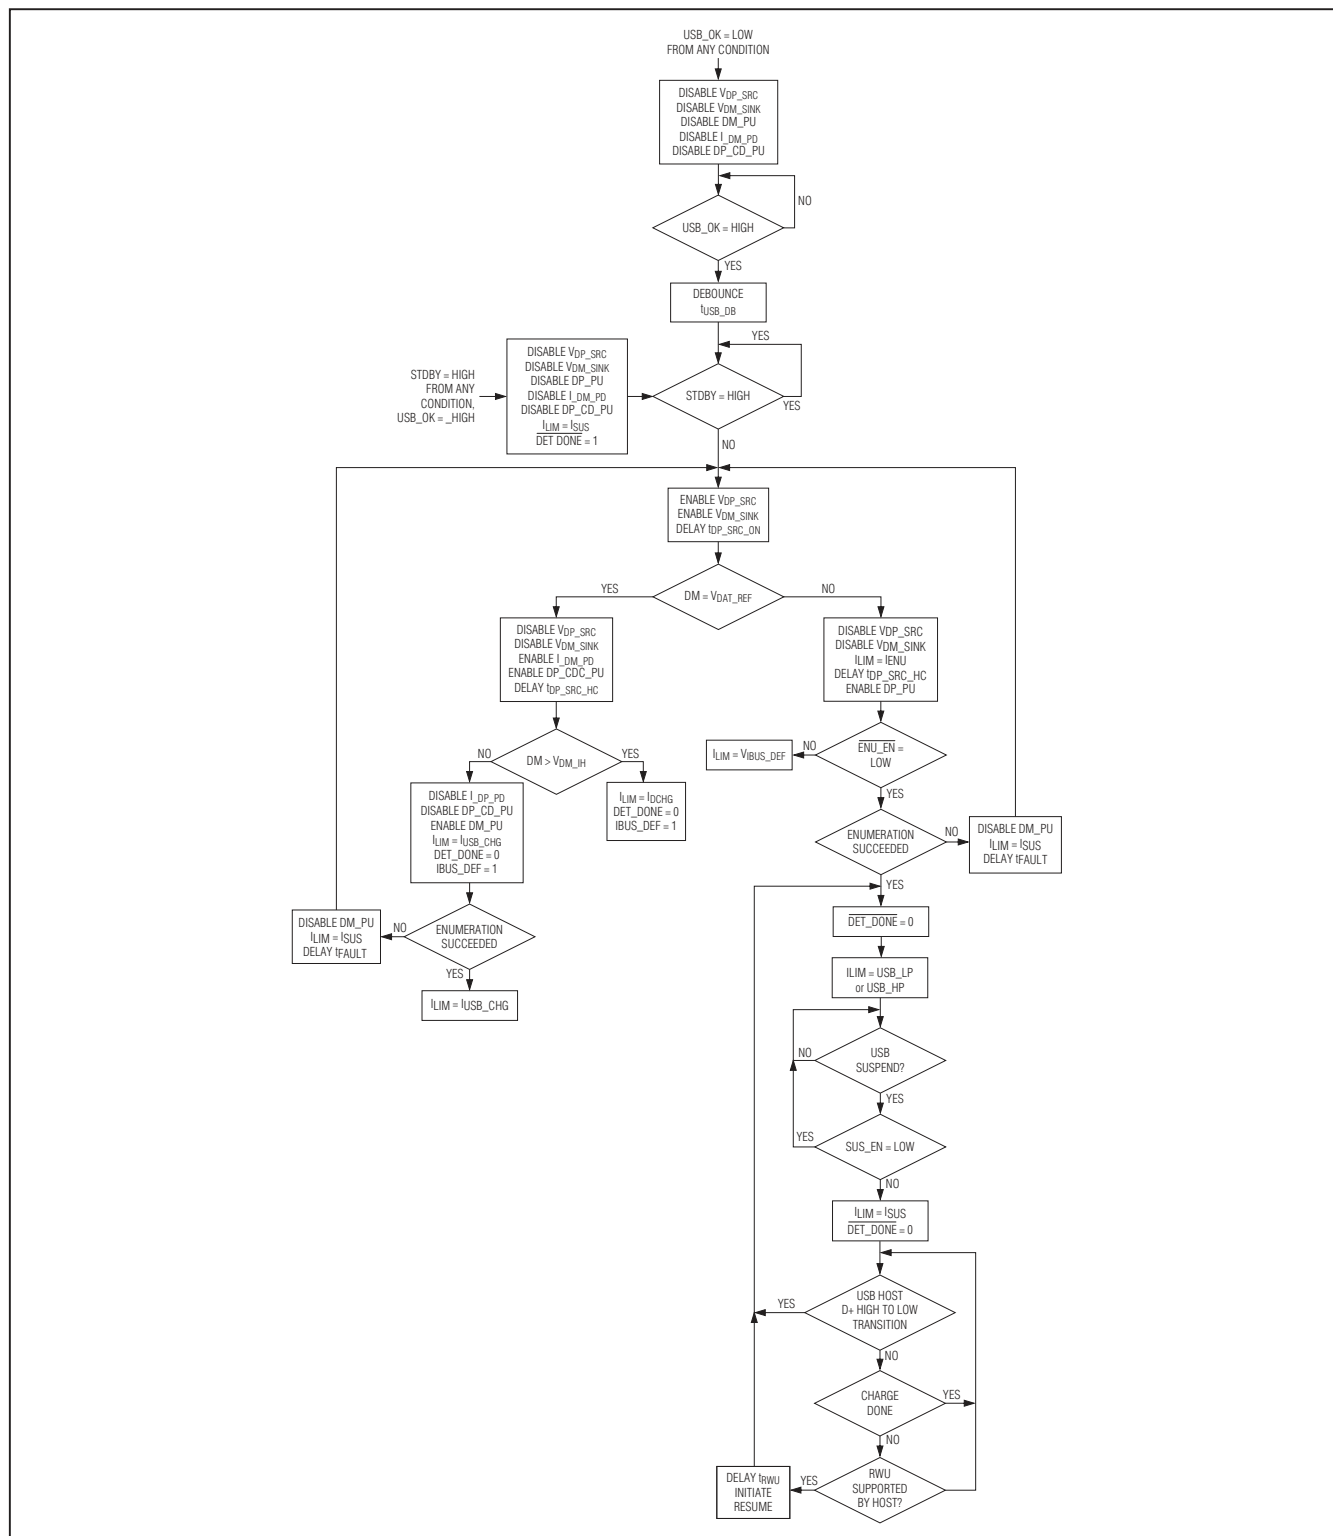 USB_OK = LOW
FROM ANY CONDITION
DISABLE VDP_SRC
DISABLE VDM_SINK
DISABLE DM_PU
DISABLE I_DM_PD
DISABLE DP_CD_PU
NO
USB_OK = HIGH
YES
DEBOUNCE
tUSB_DB
YES
STDBY = HIGH
FROM ANY
CONDITION,
USB_OK = _HIGH
DISABLE VDP_SRC
DISABLE VDM_SINK
DISABLE DP_PU
DISABLE I_DM_PD
DISABLE DP_CD_PU
ILIM = ISUS
DET DONE = 1
STDBY = HIGH
YES
NO
ENABLE VDP_SRC
ENABLE VDM_SINK
DELAY tDP_SRC_ON
YES
DM = VDAT_REF
NO
DISABLE VDP_SRC
DISABLE VDM_SINK
ENABLE I_DM_PD
ENABLE DP_CDC_PU
DELAY tDP_SRC_HC
DISABLE VDP_SRC
DISABLE VDM_SINK
ILIM = IENU
DELAY tDP_SRC_HC
ENABLE DP_PU
NO
DM > VDM_IH
YES
ILIM = VIBUS_DEF
NO
ENU_EN =
LOW
YES
DISABLE I_DP_PD
DISABLE DP_CD_PU
ENABLE DM_PU
ILIM = IUSB_CHG
DET_DONE = 0
IBUS_DEF = 1
ILIM = IDCHG
DET_DONE = 0
IBUS_DEF = 1
ENUMERATION
SUCCEEDED
NO
DISABLE DM_PU
ILIM = ISUS
DELAY tFAULT
YES
DISABLE DM_PU
ILIM = ISUS
DELAY tFAULT
NO
ENUMERATION
SUCCEEDED
YES
ILIM = IUSB_CHG
DET_DONE = 0
ILIM = USB_LP
or USB_HP
NO
USB
SUSPEND?
YES
YES
SUS_EN = LOW
NO
ILIM = ISUS
DET_DONE = 0
YES
USB HOST
D+ HIGH TO LOW
TRANSITION
NO
CHARGE
DONE
YES
NO
DELAY tRWU
INITIATE
RESUME
YES
RWU
SUPPORTED
BY HOST?